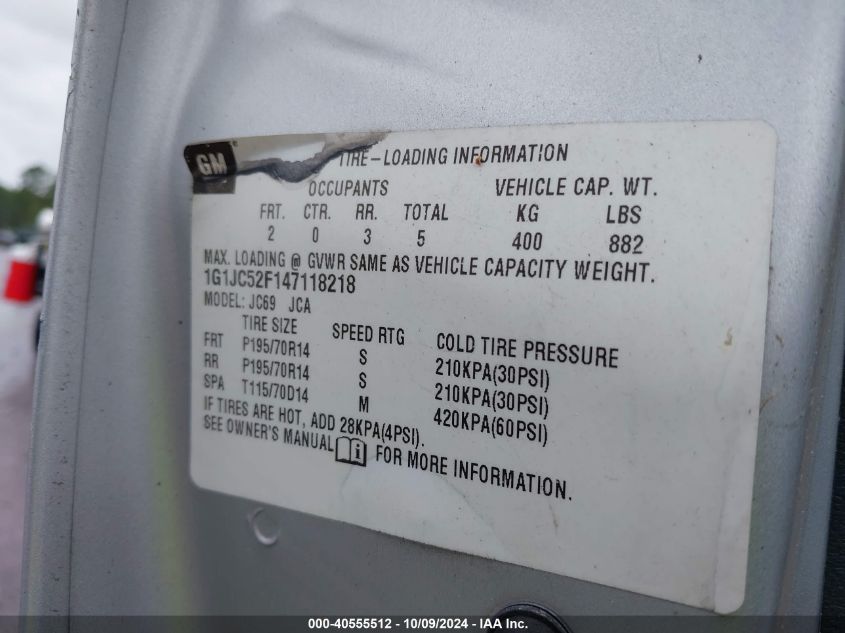 GM TIRE-LOADING INFORMATION
OCCUPANTS VEHICLE CAP. WT.
FRT. CTR. RR. TOTAL KG LBS
2 0 3 5 400 882
MAX. LOADING @ GVWR SAME AS VEHICLE CAPACITY WEIGHT.
1G1JC52F147118218
MODEL: JC69 JCA
TIRE SIZE SPEED RTG COLD TIRE PRESSURE
FRT P195/70R14 S 210KPA(30PSI)
RR P195/70R14 S 210KPA(30PSI)
SPA T115/70D14 M 420KPA(60PSI)
IF TIRES ARE HOT, ADD 28KPA(4PSI).
SEE OWNER'S MANUAL i FOR MORE INFORMATION.
000-40555512 - 10/09/2024 - IAA Inc.